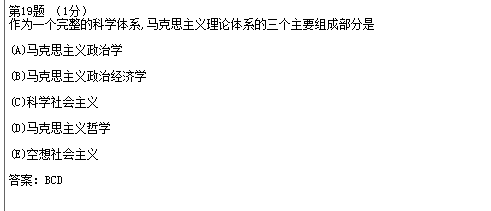 第19题 (1分)
作为一个完整的科学体系,马克思主义理论体系的三个主要组成部分是
(A)马克思主义政治学
(B)马克思主义政治经济学
(C)科学社会主义
(D)马克思主义哲学
(E)空想社会主义
答案: BCD